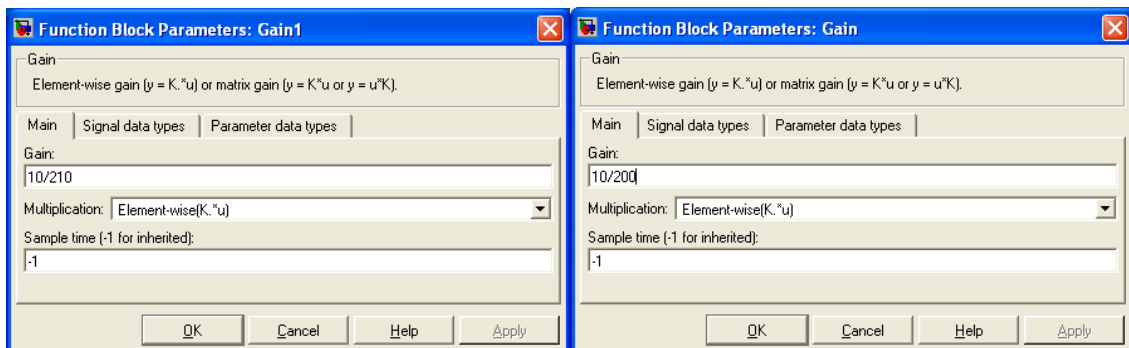 Function Block Parameters: Gain1
Gain
Element-wise gain (y = K.*u) or matrix gain (y = K*u or y = u*K).
Main Signal data types Parameter data types
Gain:
10/210
Multiplication: Element-wise(K.*u)
Sample time (-1 for inherited):
-1
OK Cancel Help Apply
Function Block Parameters: Gain
Gain
Element-wise gain (y = K.*u) or matrix gain (y = K*u or y = u*K).
Main Signal data types Parameter data types
Gain:
10/200
Multiplication: Element-wise(K.*u)
Sample time (-1 for inherited):
-1
OK Cancel Help Apply